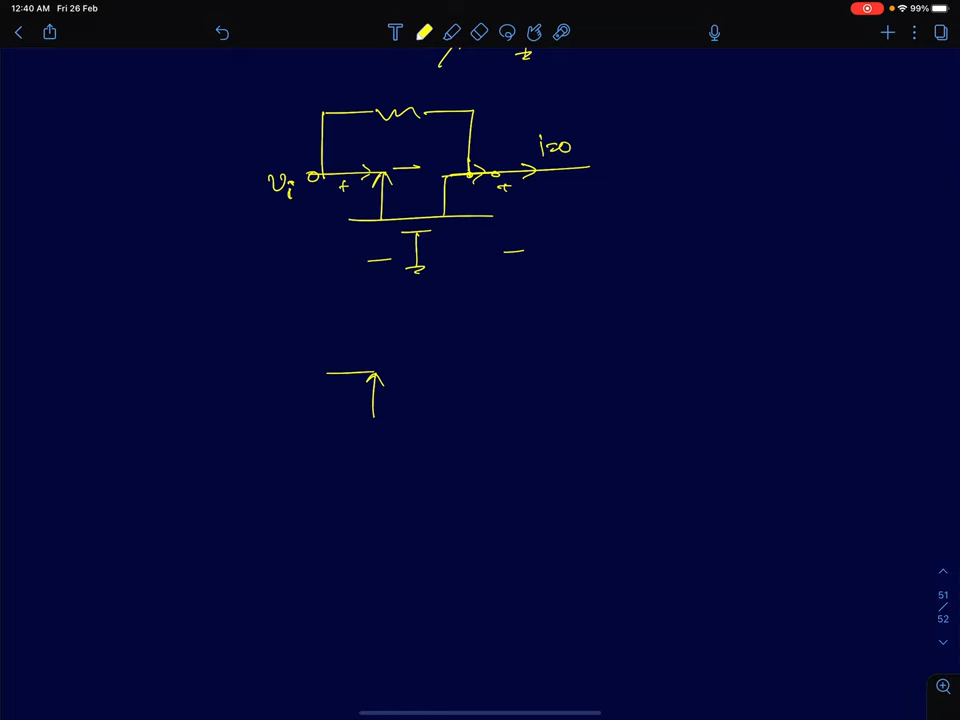 12:40 AM Fri 26 Feb
99%
T
i=0
vi
+
+
−
−
51
/
52